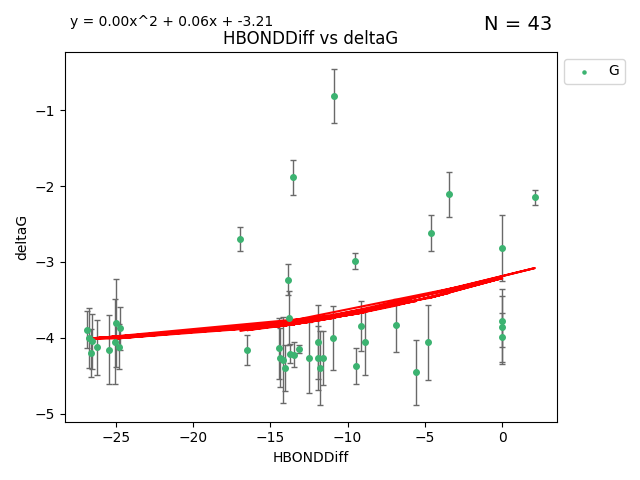 y = 0.00x^2 + 0.06x + -3.21
N = 43
HBONDDiff vs deltaG
G
deltaG
−1
−2
−3
−4
−5
−25
−20
−15
−10
−5
0
HBONDDiff